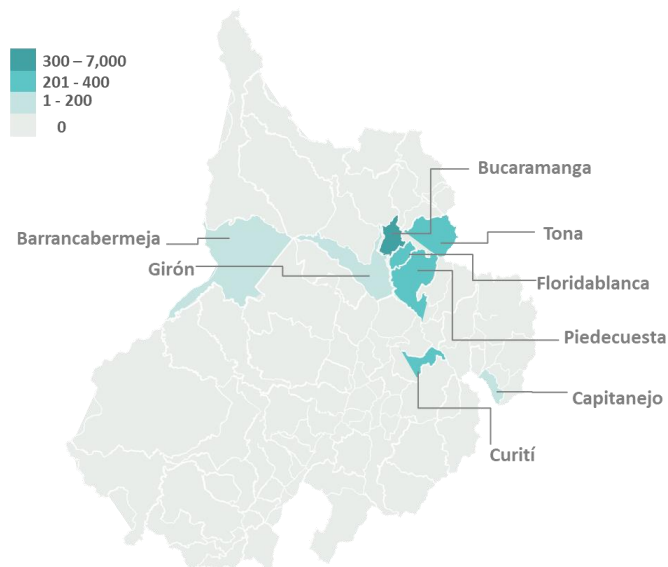 300 – 7,000
201 - 400
1 - 200
0
Bucaramanga
Barrancabermeja
Tona
Girón
Floridablanca
Piedecuesta
Capitanejo
Curití